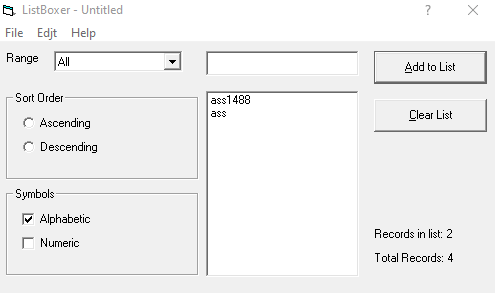 ListBoxer - Untitled
File Edjt Help
Range
All
Add to List
Sort Order
Ascending
Descending
ass1488
ass
Clear List
Symbols
Alphabetic
Numeric
Records in list: 2
Total Records: 4